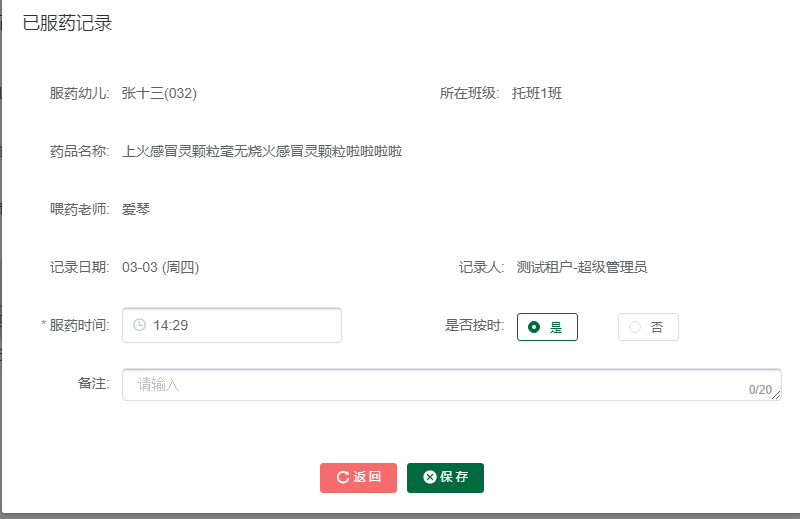 已服药记录
服药幼儿: 张十三(032) 所在班级: 托班1班
药品名称: 上火感冒灵颗粒毫无烧火感冒灵颗粒啦啦啦啦
喂药老师: 爱琴
记录日期: 03-03 (周四) 记录人: 测试租户-超级管理员
* 服药时间: 14:29 是否按时: 是 否
备注: 请输入 0/20
返回 保存